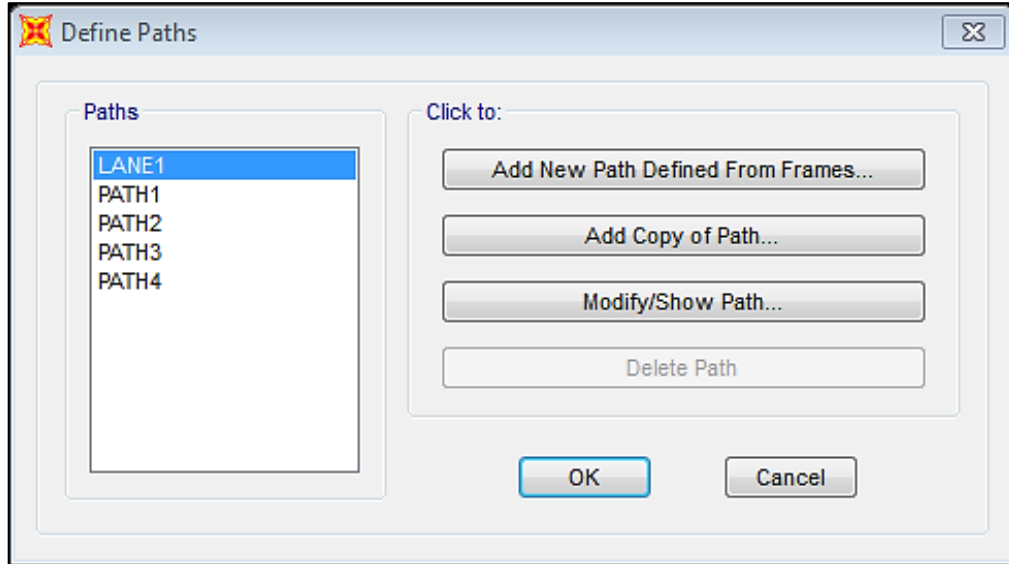 Define Paths
Paths
LANE1
PATH1
PATH2
PATH3
PATH4
Click to:
Add New Path Defined From Frames...
Add Copy of Path...
Modify/Show Path...
Delete Path
OK
Cancel